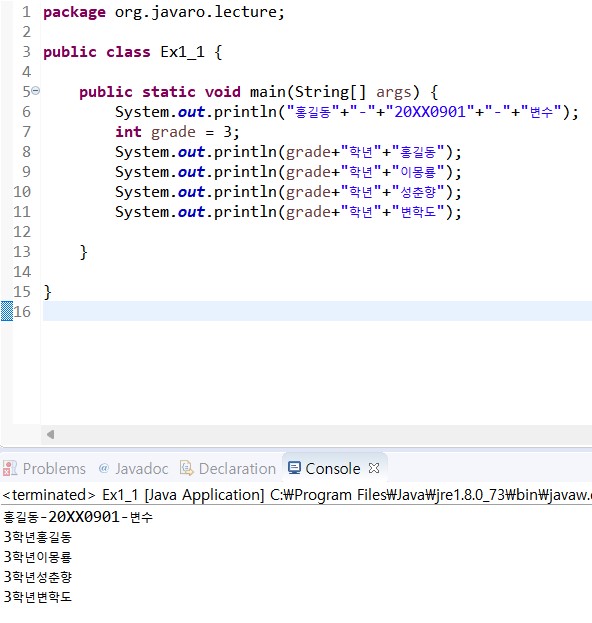 1 package org.javaro.lecture;
2
3 public class Ex1_1 {
4
5 public static void main(String[] args) {
6 System.out.println("홍길동"+"-"+"20XX0901"+"-"+"변수");
7 int grade = 3;
8 System.out.println(grade+"학년"+"홍길동");
9 System.out.println(grade+"학년"+"이몽룡");
10 System.out.println(grade+"학년"+"성춘향");
11 System.out.println(grade+"학년"+"변학도");
12
13 }
14
15 }
16
Problems @ Javadoc Declaration Console
<terminated> Ex1_1 [Java Application] C:₩Program Files₩Java₩jre1.8.0_73₩bin₩javaw.
홍길동-20XX0901-변수
3학년홍길동
3학년이몽룡
3학년성춘향
3학년변학도